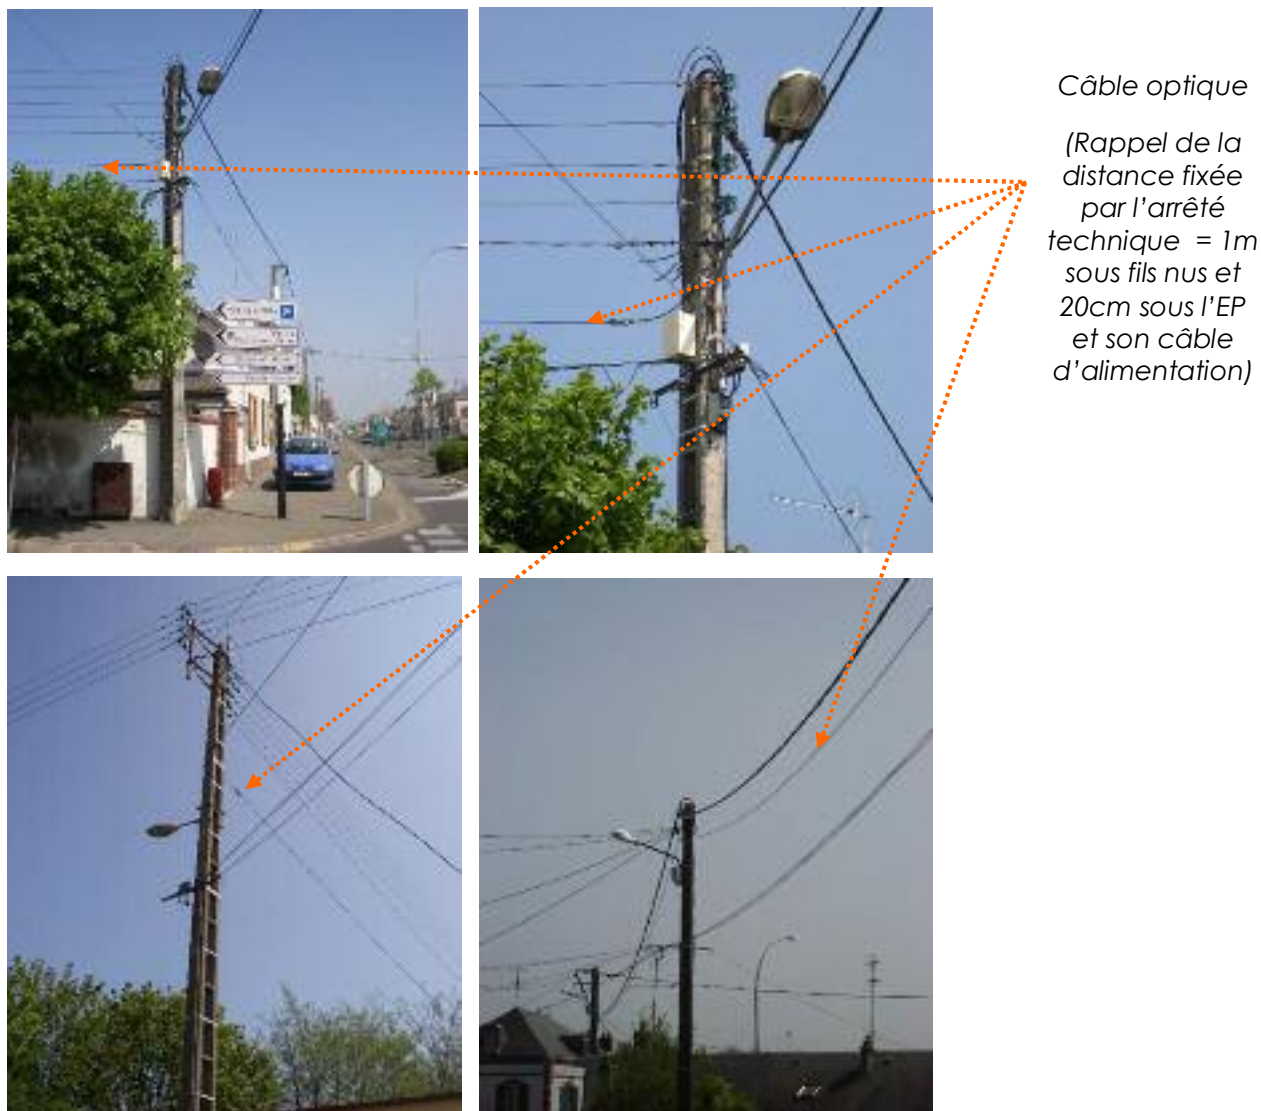 Câble optique
(Rappel de la
distance fixée
par l’arrêté
technique = 1m
sous fils nus et
20cm sous l’EP
et son câble
d’alimentation)